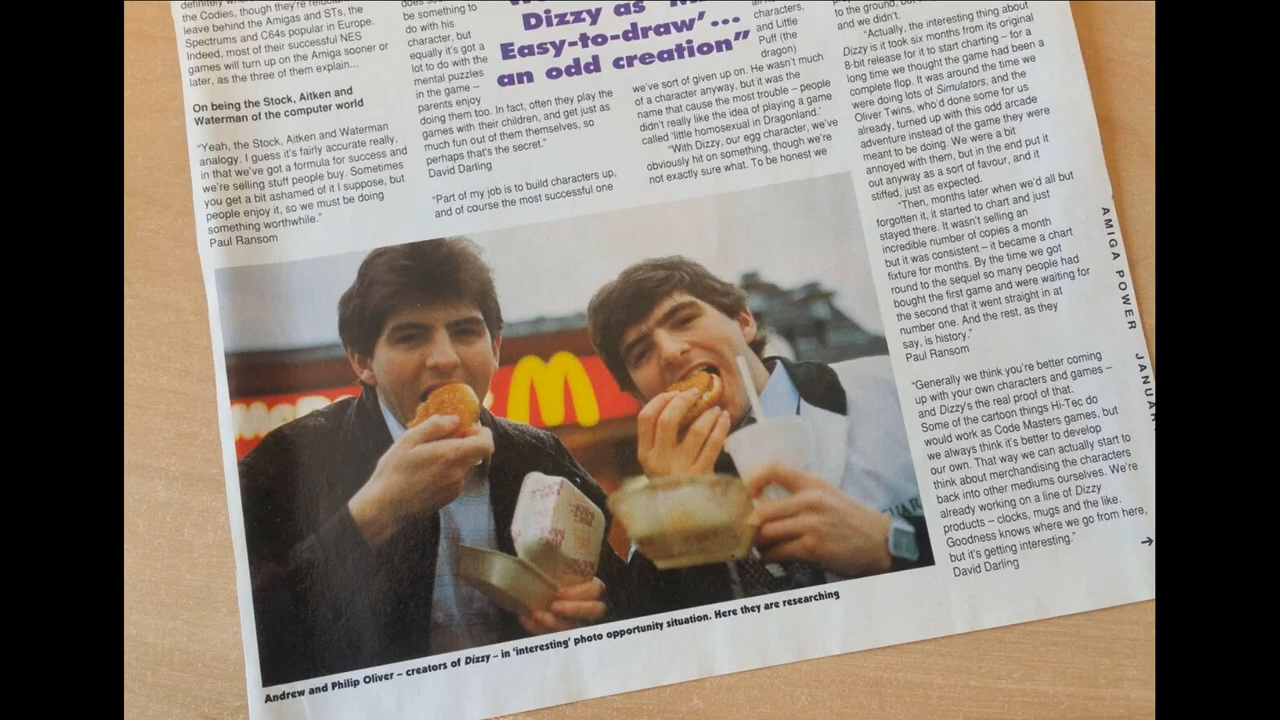 the Codies, though they're
leave behind the Amigas and STs, the
Spectrums and C64s popular in Europe.
Indeed, most of their successful NES
games will turn up on the Amiga sooner or
later, as the three of them explain...
On being the Stock, Aitken and
Waterman of the computer world
“Yeah, the Stock, Aitken and Waterman
analogy. I guess it's fairly accurate really,
in that we've got a formula for success and
we're selling stuff people buy. Sometimes
you get a bit ashamed of it I suppose, but
people enjoy it, so we must be doing
something worthwhile.”
Paul Ransom
be something to
do with his
character, but
equally it's got a
lot to do with the
mental puzzles
in the game –
parents enjoy
doing them too. In fact, often they play the
games with their children, and get just as
much fun out of them themselves, so
perhaps that's the secret.”
David Darling
“Part of my job is to build characters up,
and of course the most successful one
Dizzy as
Easy-to-draw'...
an odd creation”
characters,
and Little
Puff (the
dragon)
we've sort of given up on. He wasn't much
of a character anyway, but it was the
name that cause the most trouble – people
didn't really like the idea of playing a game
called 'little homosexual in Dragonland.'
“With Dizzy, our egg character, we've
obviously hit on something, though we're
not exactly sure what. To be honest we
to the ground,
and we didn't.
“Actually, the interesting thing about
Dizzy is it took six months from its original
8-bit release for it to start charting – for a
long time we thought the game had been a
complete flop. It was around the time we
were doing lots of Simulators, and the
Oliver Twins, who'd done some for us
already, turned up with this odd arcade
adventure instead of the game they were
meant to be doing. We were a bit
annoyed with them, but in the end put it
out anyway as a sort of favour, and it
stiffed, just as expected.
“Then, months later when we'd all but
forgotten it, it started to chart and just
stayed there. It wasn't selling an
incredible number of copies a month
but it was consistent – it became a chart
fixture for months. By the time we got
round to the sequel so many people had
bought the first game and were waiting for
the second that it went straight in at
number one. And the rest, as they
say, is history.”
Paul Ransom
“Generally we think you're better coming
up with your own characters and games –
and Dizzy's the real proof of that.
Some of the cartoon things Hi-Tec do
would work as Code Masters games, but
we always think it's better to develop
our own. That way we can actually start to
think about merchandising the characters
back into other mediums ourselves. We're
already working on a line of Dizzy
products – clocks, mugs and the like.
Goodness knows where we go from here,
but it's getting interesting.”
David Darling
AMIGA POWER
Andrew and Philip Oliver – creators of Dizzy – in 'interesting' photo opportunity situation. Here they are researching